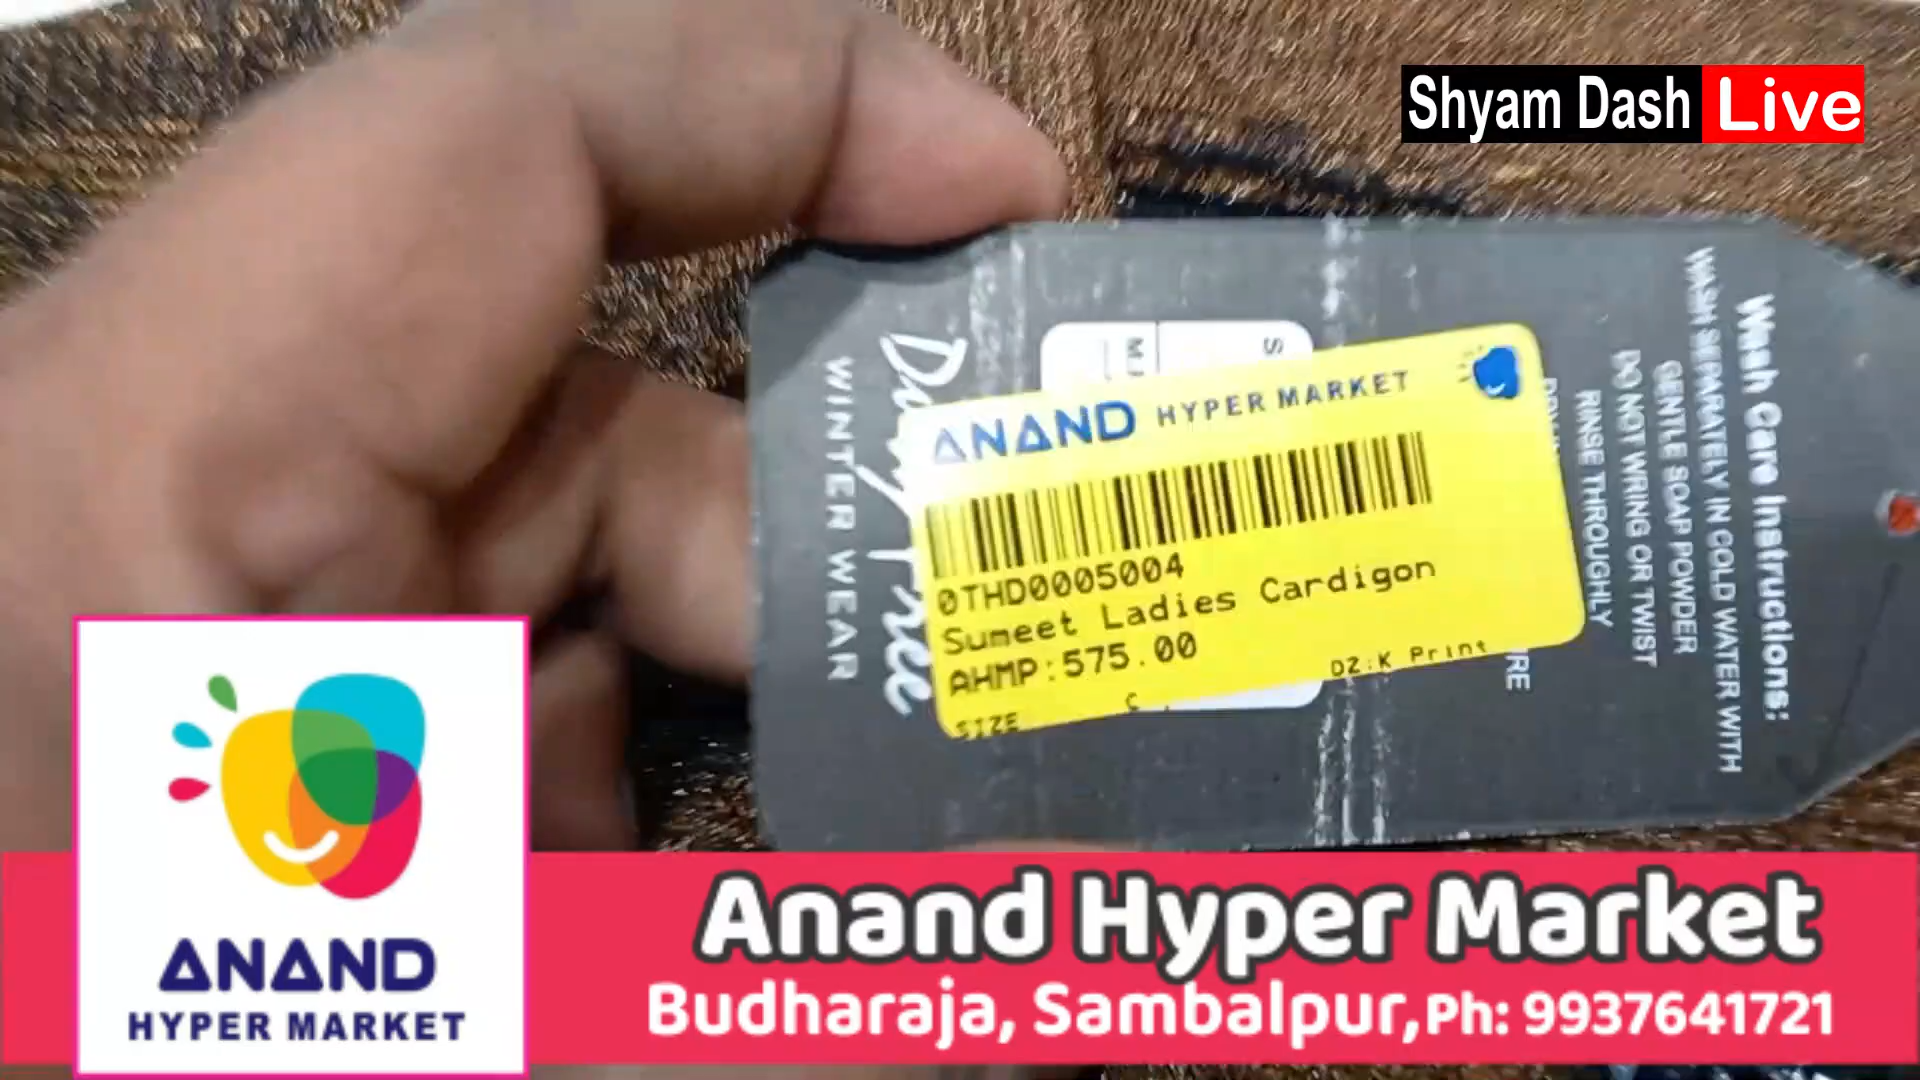 Shyam Dash Live
Wash Care Instructions:
WASH SEPARATELY IN COLD WATER WITH
GENTLE SOAP POWDER
DO NOT WRING OR TWIST
RINSE THROUGHLY
WINTER WEAR
ANAND HYPER MARKET
0THD0005004
Sumeet Ladies Cardigon
AHMP:575.00
DZ:K Print
SIZE
ANAND
HYPER MARKET
Anand Hyper Market
Budharaja, Sambalpur, Ph: 9937641721